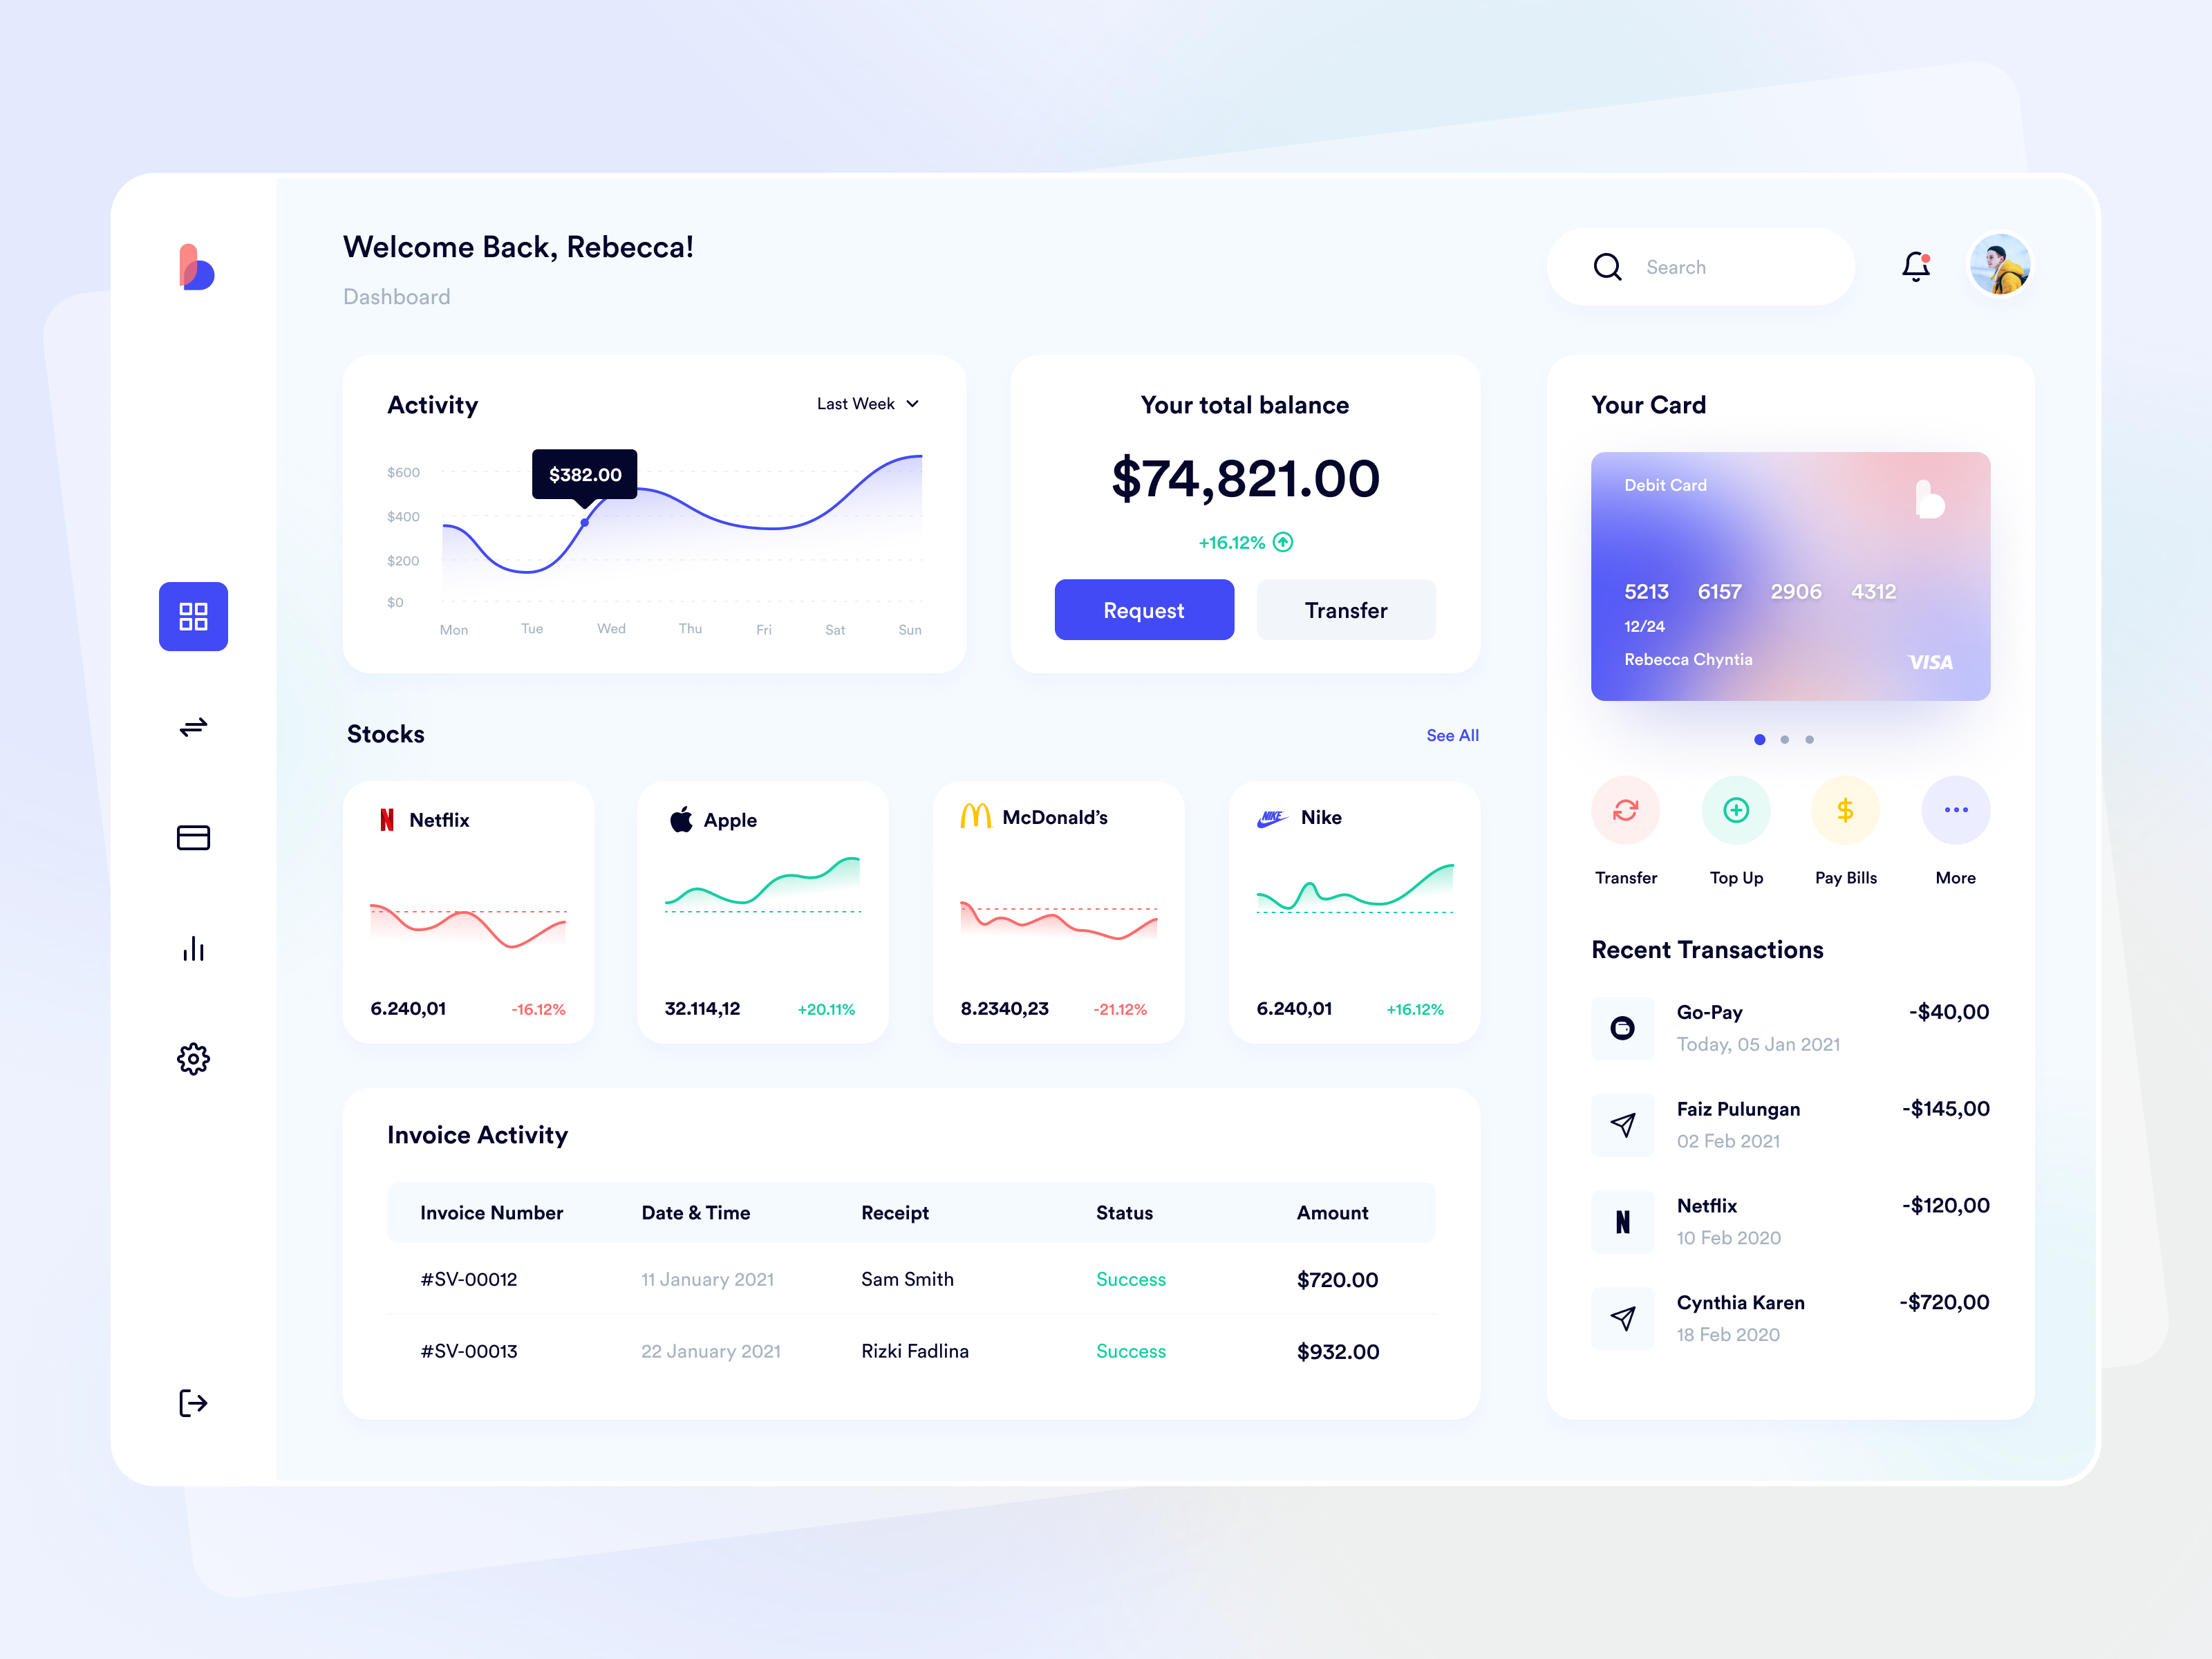 Welcome Back, Rebecca!
Dashboard
Search
Activity
Last Week
$600
$400
$200
$0
$382.00
Mon Tue Wed Thu Fri Sat Sun
Your total balance
$74,821.00
+16.12%
Request
Transfer
Stocks
See All
Netflix
6.240,01 -16.12%
Apple
32.114,12 +20.11%
McDonald's
8.2340,23 -21.12%
NIKE
Nike
6.240,01 +16.12%
Invoice Activity
Invoice Number Date & Time Receipt Status Amount
#SV-00012 11 January 2021 Sam Smith Success $720.00
#SV-00013 22 January 2021 Rizki Fadlina Success $932.00
Your Card
Debit Card
5213 6157 2906 4312
12/24
Rebecca Chyntia
VISA
Transfer
Top Up
Pay Bills
More
Recent Transactions
Go-Pay -$40,00
Today, 05 Jan 2021
Faiz Pulungan -$145,00
02 Feb 2021
Netflix -$120,00
10 Feb 2020
Cynthia Karen -$720,00
18 Feb 2020